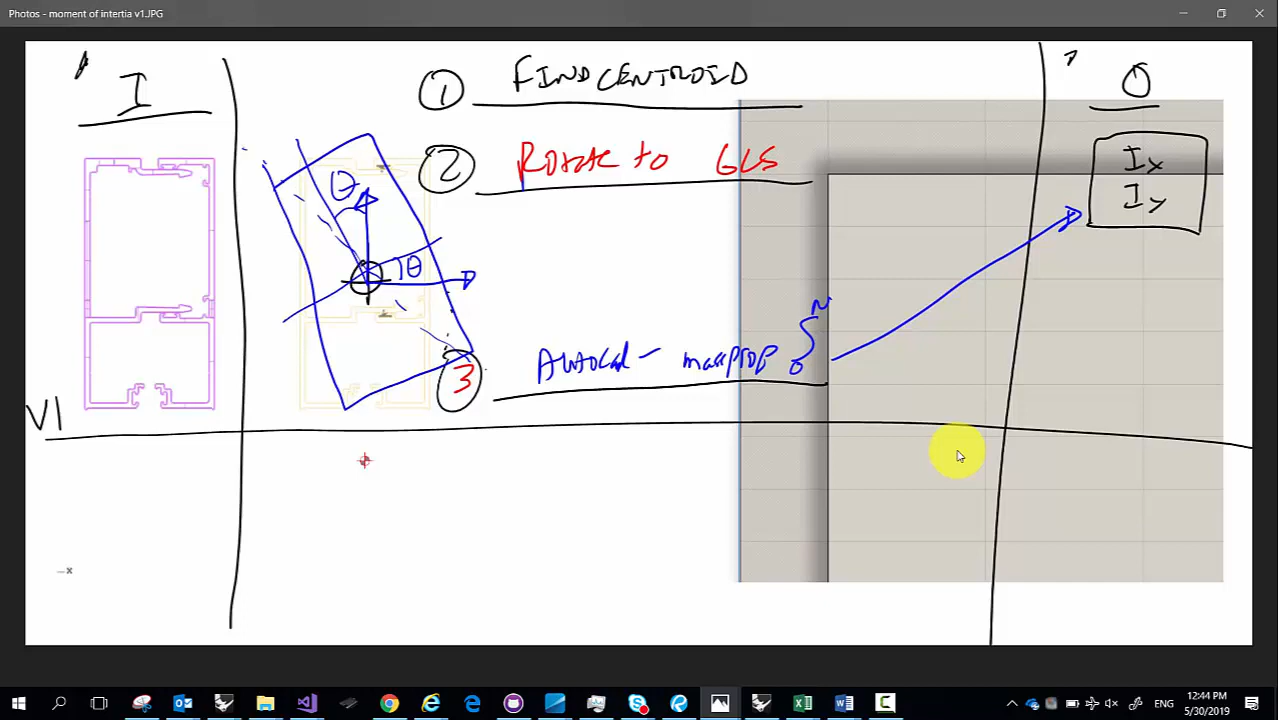 Photos - moment of intertia v1.JPG
I
① FIND CENTROID
O
② ROTATE to GCS
Ix
Iy
θ
θ
③ AutoCad - massprop
N
0
V1
ENG
12:44 PM
5/30/2019